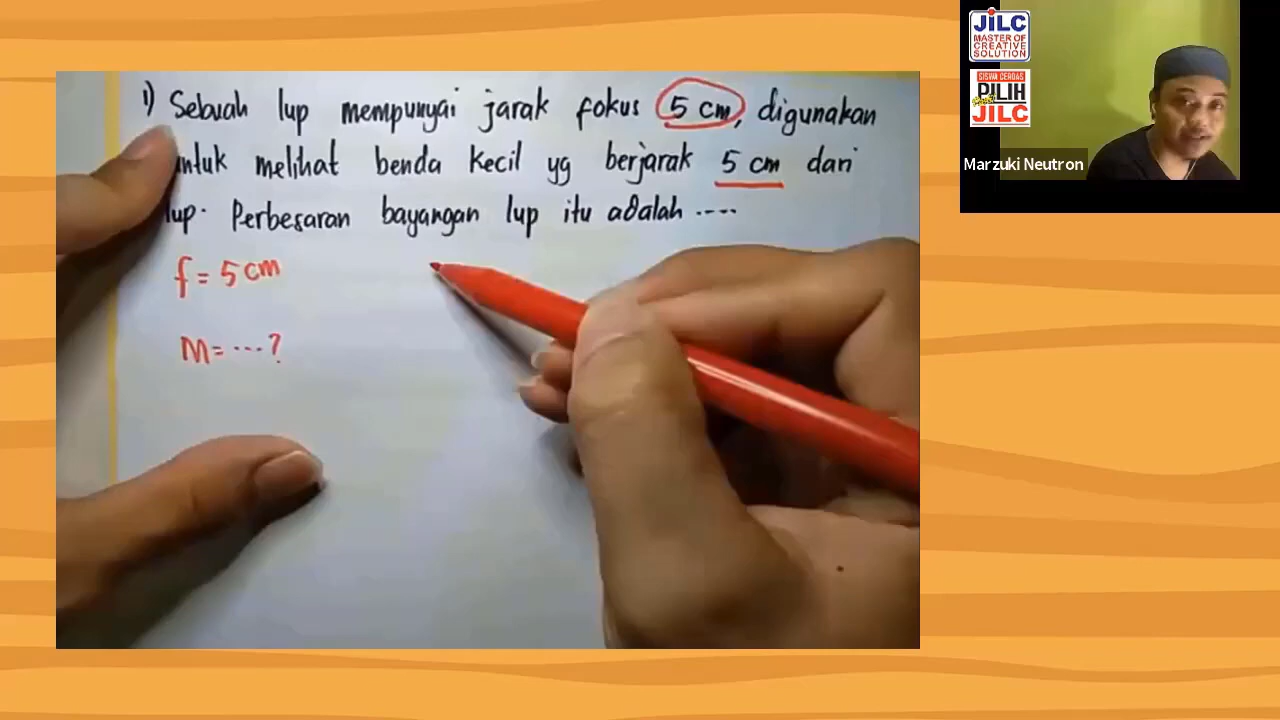 1) Sebuah lup mempunyai jarak fokus 5 cm, digunakan
untuk melihat benda kecil yg berjarak 5 cm dari
lup. Perbesaran bayangan lup itu adalah ....
f = 5 cm
M = ... ?
JILC
MASTER OF
CREATIVE
SOLUTION
SISWA CERDAS
PILIH
JILC
Marzuki Neutron